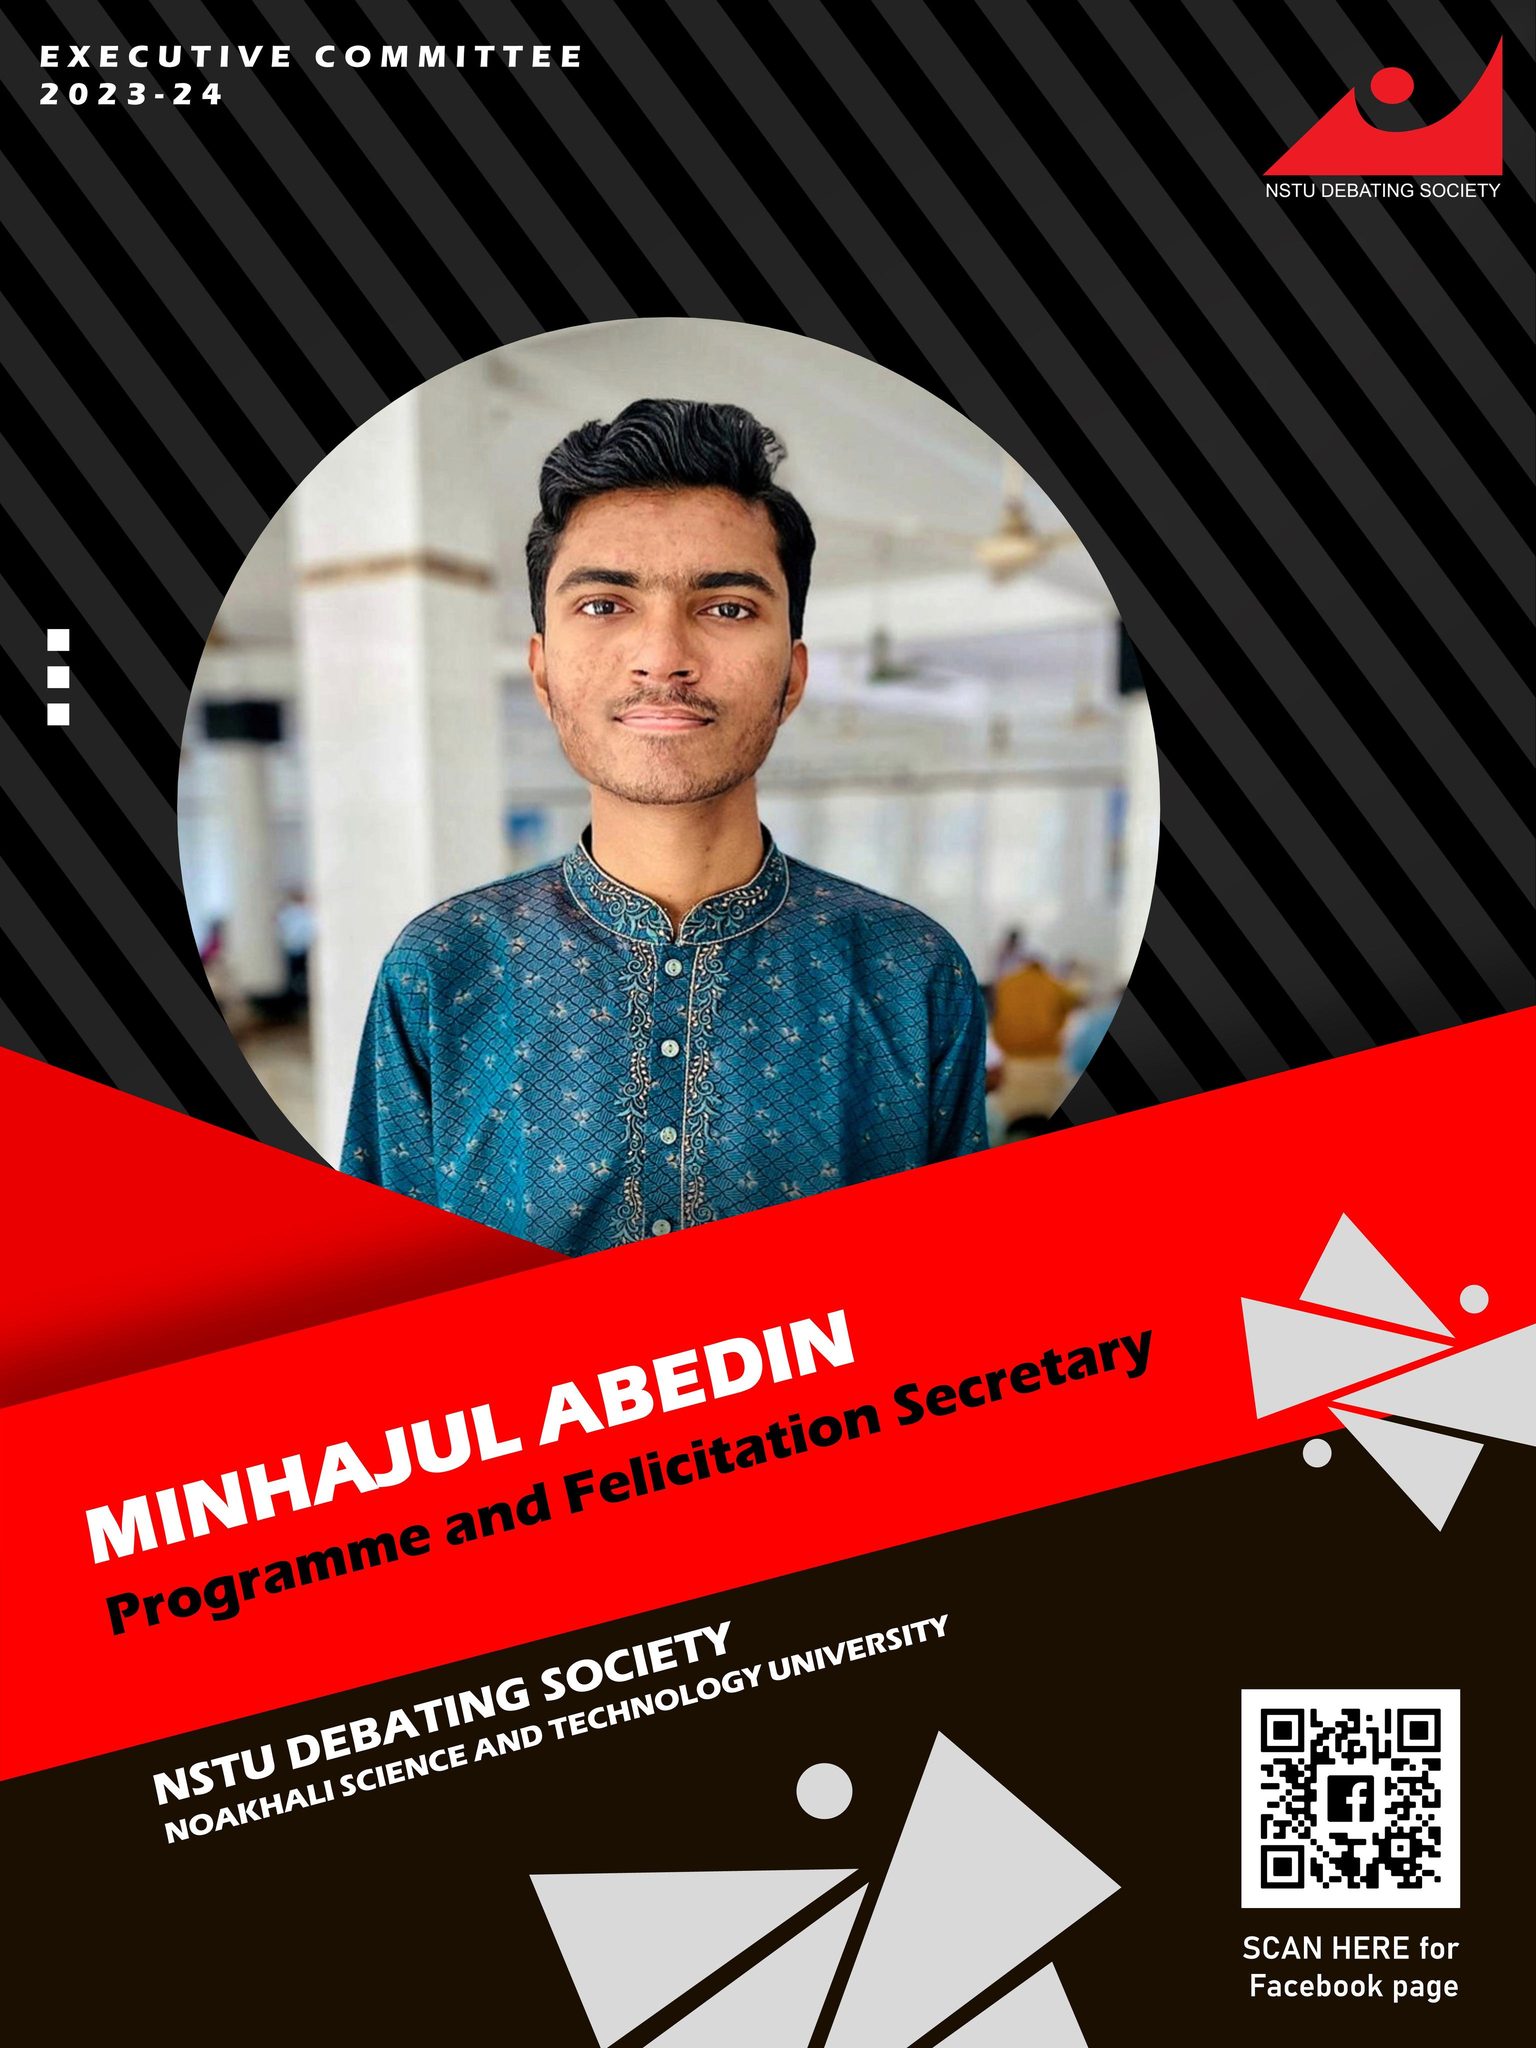 EXECUTIVE COMMITTEE
2023-24
NSTU DEBATING SOCIETY
MINHAJUL ABEDIN
Programme and Felicitation Secretary
NSTU DEBATING SOCIETY
NOAKHALI SCIENCE AND TECHNOLOGY UNIVERSITY
SCAN HERE for
Facebook page